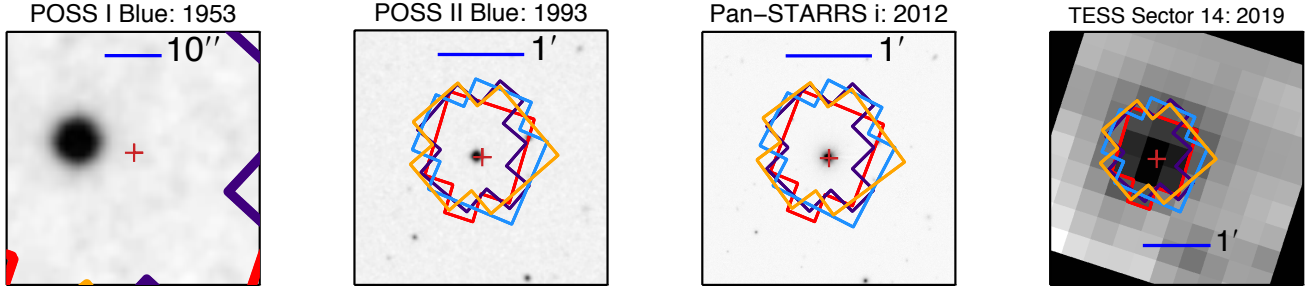 POSS I Blue: 1953
10′′
POSS II Blue: 1993
1′
Pan−STARRS i: 2012
1′
TESS Sector 14: 2019
1′